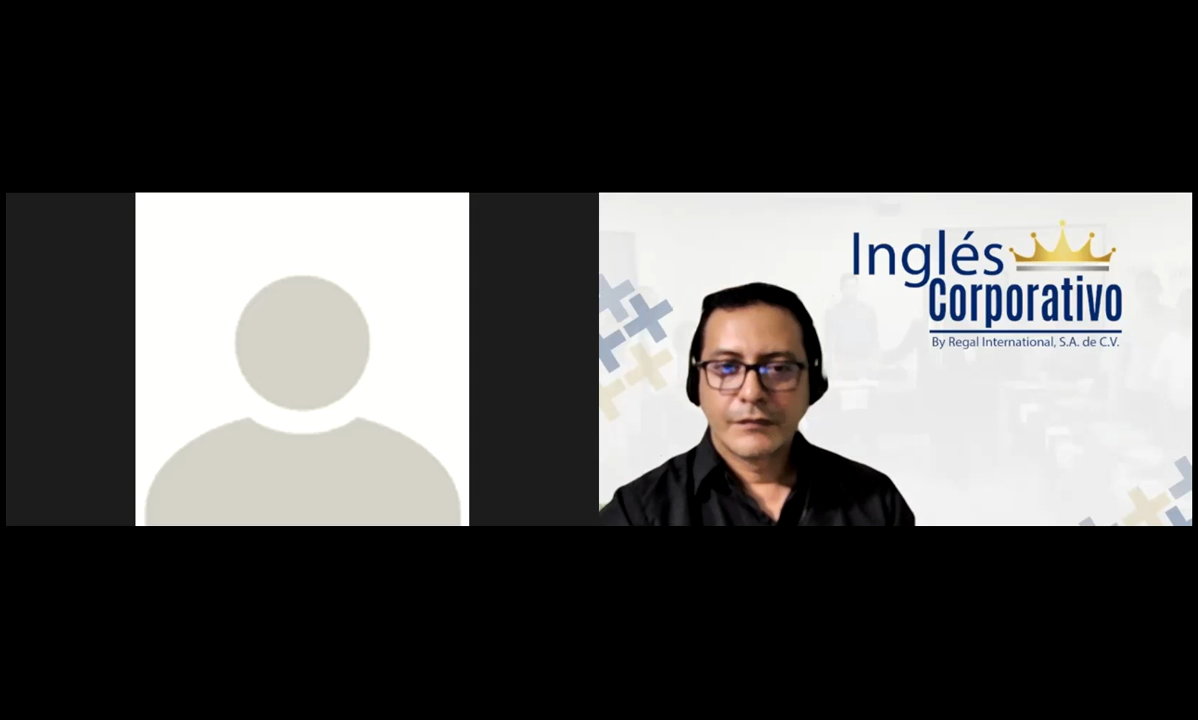 Inglés
Corporativo
By Regal International, S.A. de C.V.